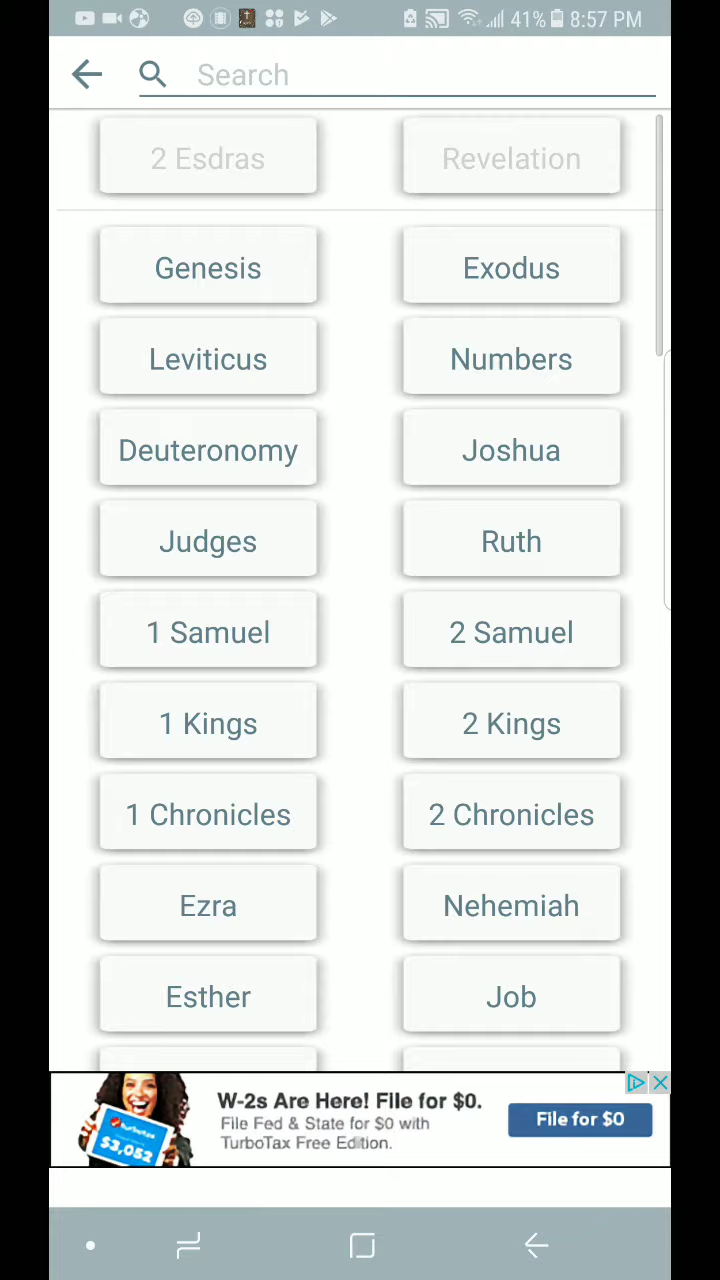 41% 8:57 PM
Search
2 Esdras Revelation
Genesis Exodus
Leviticus Numbers
Deuteronomy Joshua
Judges Ruth
1 Samuel 2 Samuel
1 Kings 2 Kings
1 Chronicles 2 Chronicles
Ezra Nehemiah
Esther Job
W-2s Are Here! File for $0.
File Fed & State for $0 with
TurboTax Free Edition.
File for $0
turbotax
$3,052